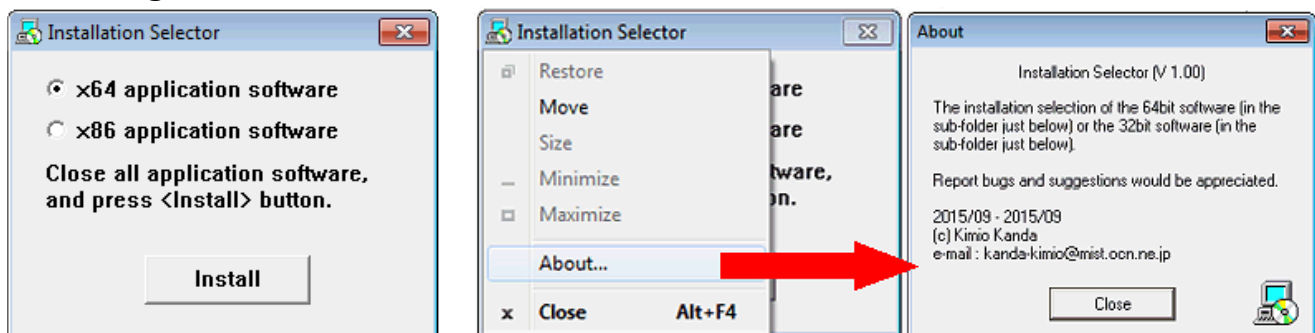 Installation Selector
x64 application software
x86 application software
Close all application software,
and press <Install> button.
Install
Installation Selector
Restore
Move
Size
Minimize
Maximize
About...
x Close Alt+F4
are
are
tware,
on.
About
Installation Selector (V 1.00)
The installation selection of the 64bit software (in the
sub-folder just below) or the 32bit software (in the
sub-folder just below).
Report bugs and suggestions would be appreciated.
2015/09 - 2015/09
(c) Kimio Kanda
e-mail : kanda-kimio@mist.ocn.ne.jp
Close